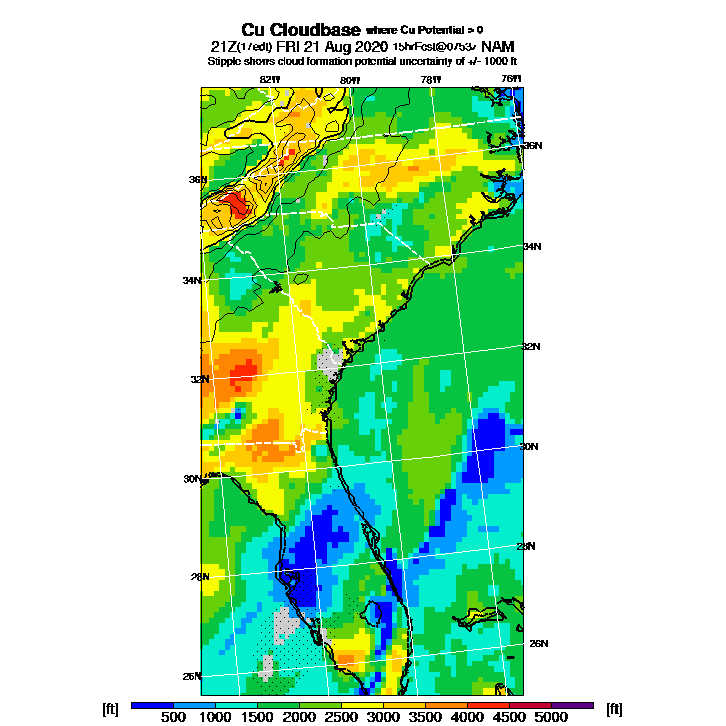 Cu Cloudbase where Cu Potential > 0
21Z(17edt) FRI 21 Aug 2020 15hrFcst@0753z NAM
Stipple shows cloud formation potential uncertainty of +/- 1000 ft
82W 80W 78W 76W
36N
36N
34N
34N
32N
32N
30N
30N
28N
28N
26N
26N
[ft] 500 1000 1500 2000 2500 3000 3500 4000 4500 5000 [ft]